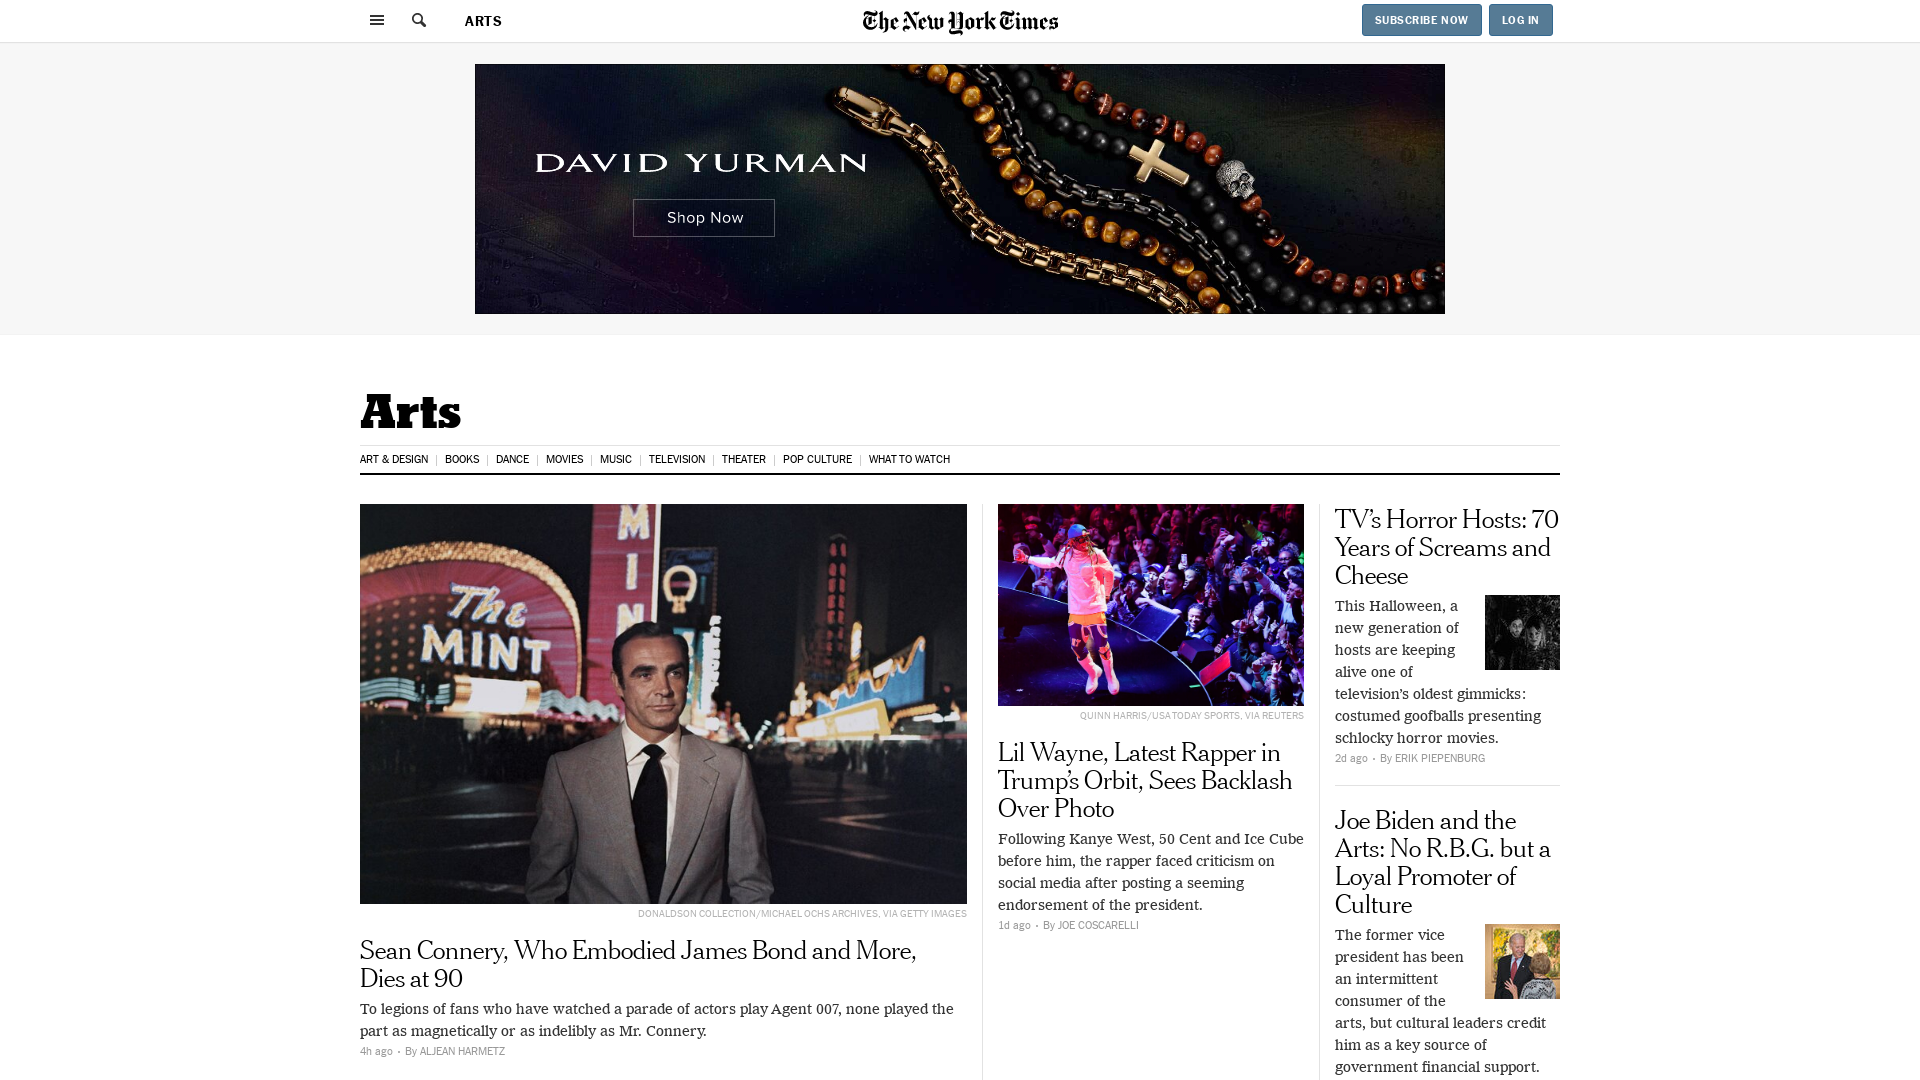 ARTS
The New York Times
SUBSCRIBE NOW
LOG IN
DAVID YURMAN
Shop Now
Arts
ART & DESIGN
BOOKS
DANCE
MOVIES
MUSIC
TELEVISION
THEATER
POP CULTURE
WHAT TO WATCH
The
MINT
MIN
DONALDSON COLLECTION/MICHAEL OCHS ARCHIVES, VIA GETTY IMAGES
Sean Connery, Who Embodied James Bond and More,
Dies at 90
To legions of fans who have watched a parade of actors play Agent 007, none played the
part as magnetically or as indelibly as Mr. Connery.
4h ago • By ALJEAN HARMETZ
QUINN HARRIS/USA TODAY SPORTS, VIA REUTERS
Lil Wayne, Latest Rapper in
Trump’s Orbit, Sees Backlash
Over Photo
Following Kanye West, 50 Cent and Ice Cube
before him, the rapper faced criticism on
social media after posting a seeming
endorsement of the president.
1d ago • By JOE COSCARELLI
TV’s Horror Hosts: 70
Years of Screams and
Cheese
This Halloween, a
new generation of
hosts are keeping
alive one of
television’s oldest gimmicks:
costumed goofballs presenting
schlocky horror movies.
2d ago • By ERIK PIEPENBURG
Joe Biden and the
Arts: No R.B.G. but a
Loyal Promoter of
Culture
The former vice
president has been
an intermittent
consumer of the
arts, but cultural leaders credit
him as a key source of
government financial support.